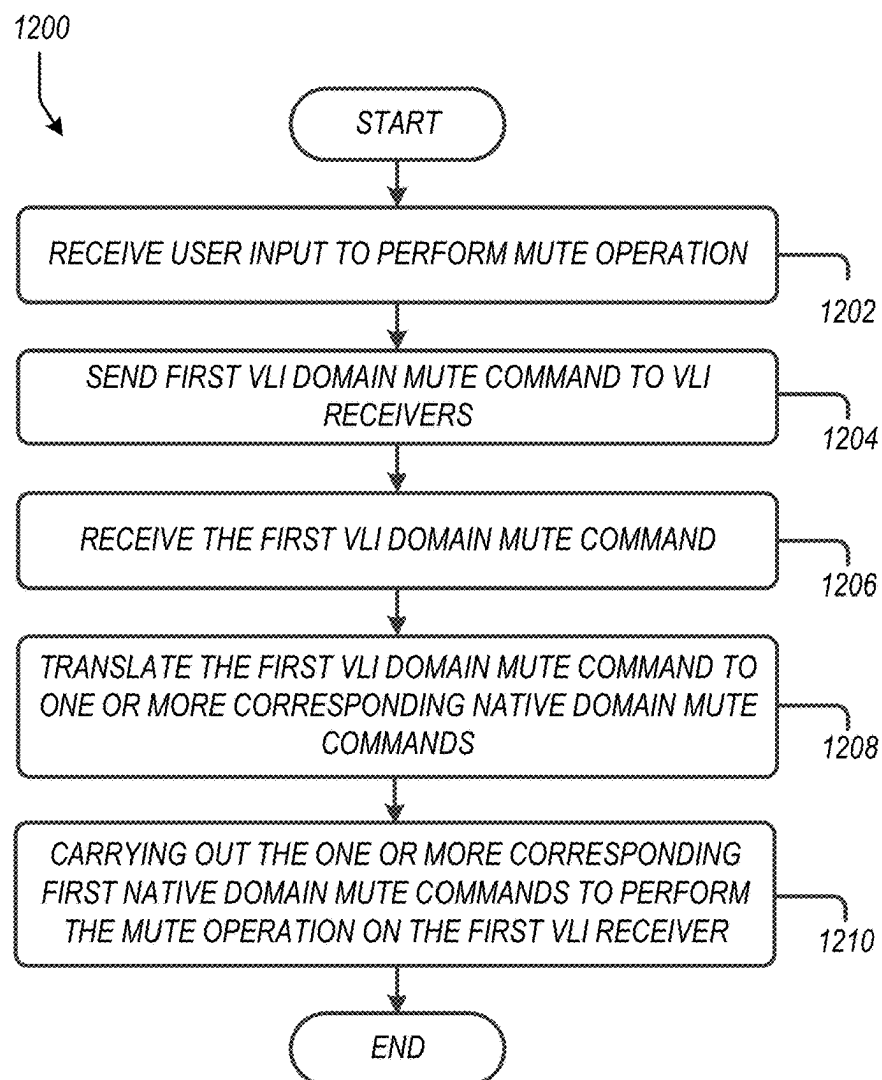 1200
START
RECEIVE USER INPUT TO PERFORM MUTE OPERATION
1202
SEND FIRST VLI DOMAIN MUTE COMMAND TO VLI
RECEIVERS
1204
RECEIVE THE FIRST VLI DOMAIN MUTE COMMAND
1206
TRANSLATE THE FIRST VLI DOMAIN MUTE COMMAND TO
ONE OR MORE CORRESPONDING NATIVE DOMAIN MUTE
COMMANDS
1208
CARRYING OUT THE ONE OR MORE CORRESPONDING
FIRST NATIVE DOMAIN MUTE COMMANDS TO PERFORM
THE MUTE OPERATION ON THE FIRST VLI RECEIVER
1210
END